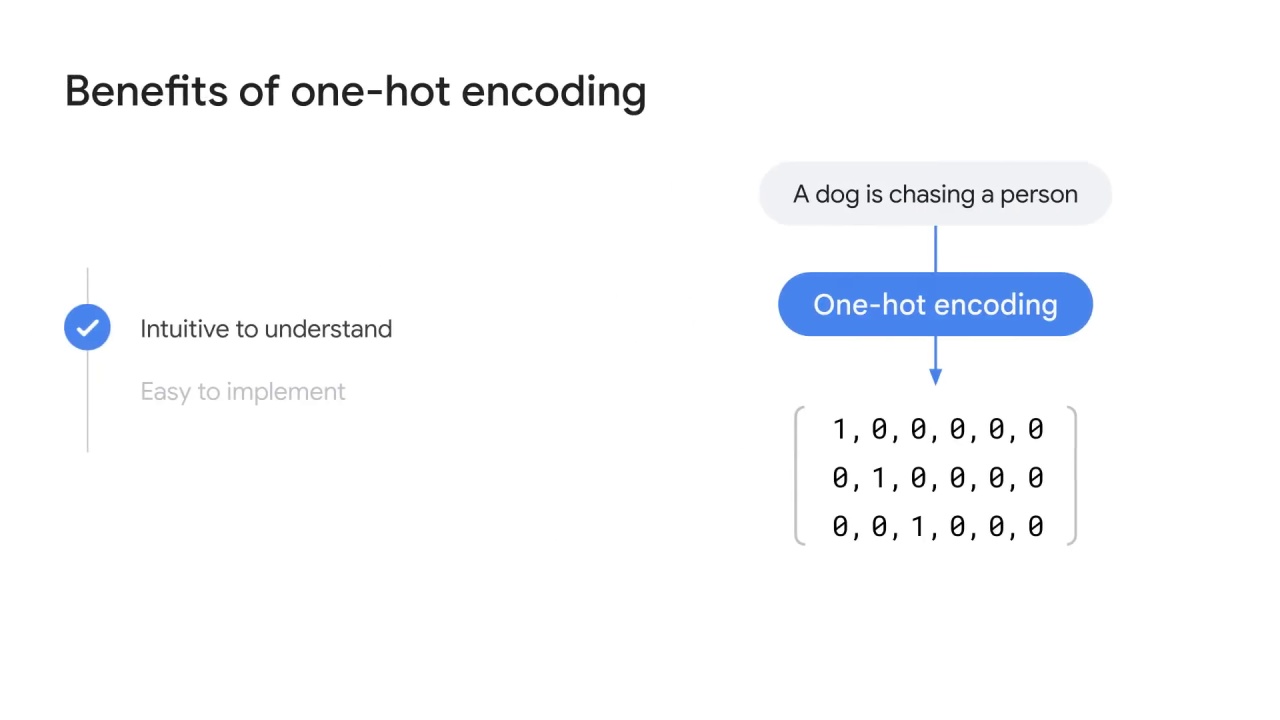 Benefits of one-hot encoding
Intuitive to understand
Easy to implement
A dog is chasing a person
One-hot encoding
1, 0, 0, 0, 0, 0
0, 1, 0, 0, 0, 0
0, 0, 1, 0, 0, 0